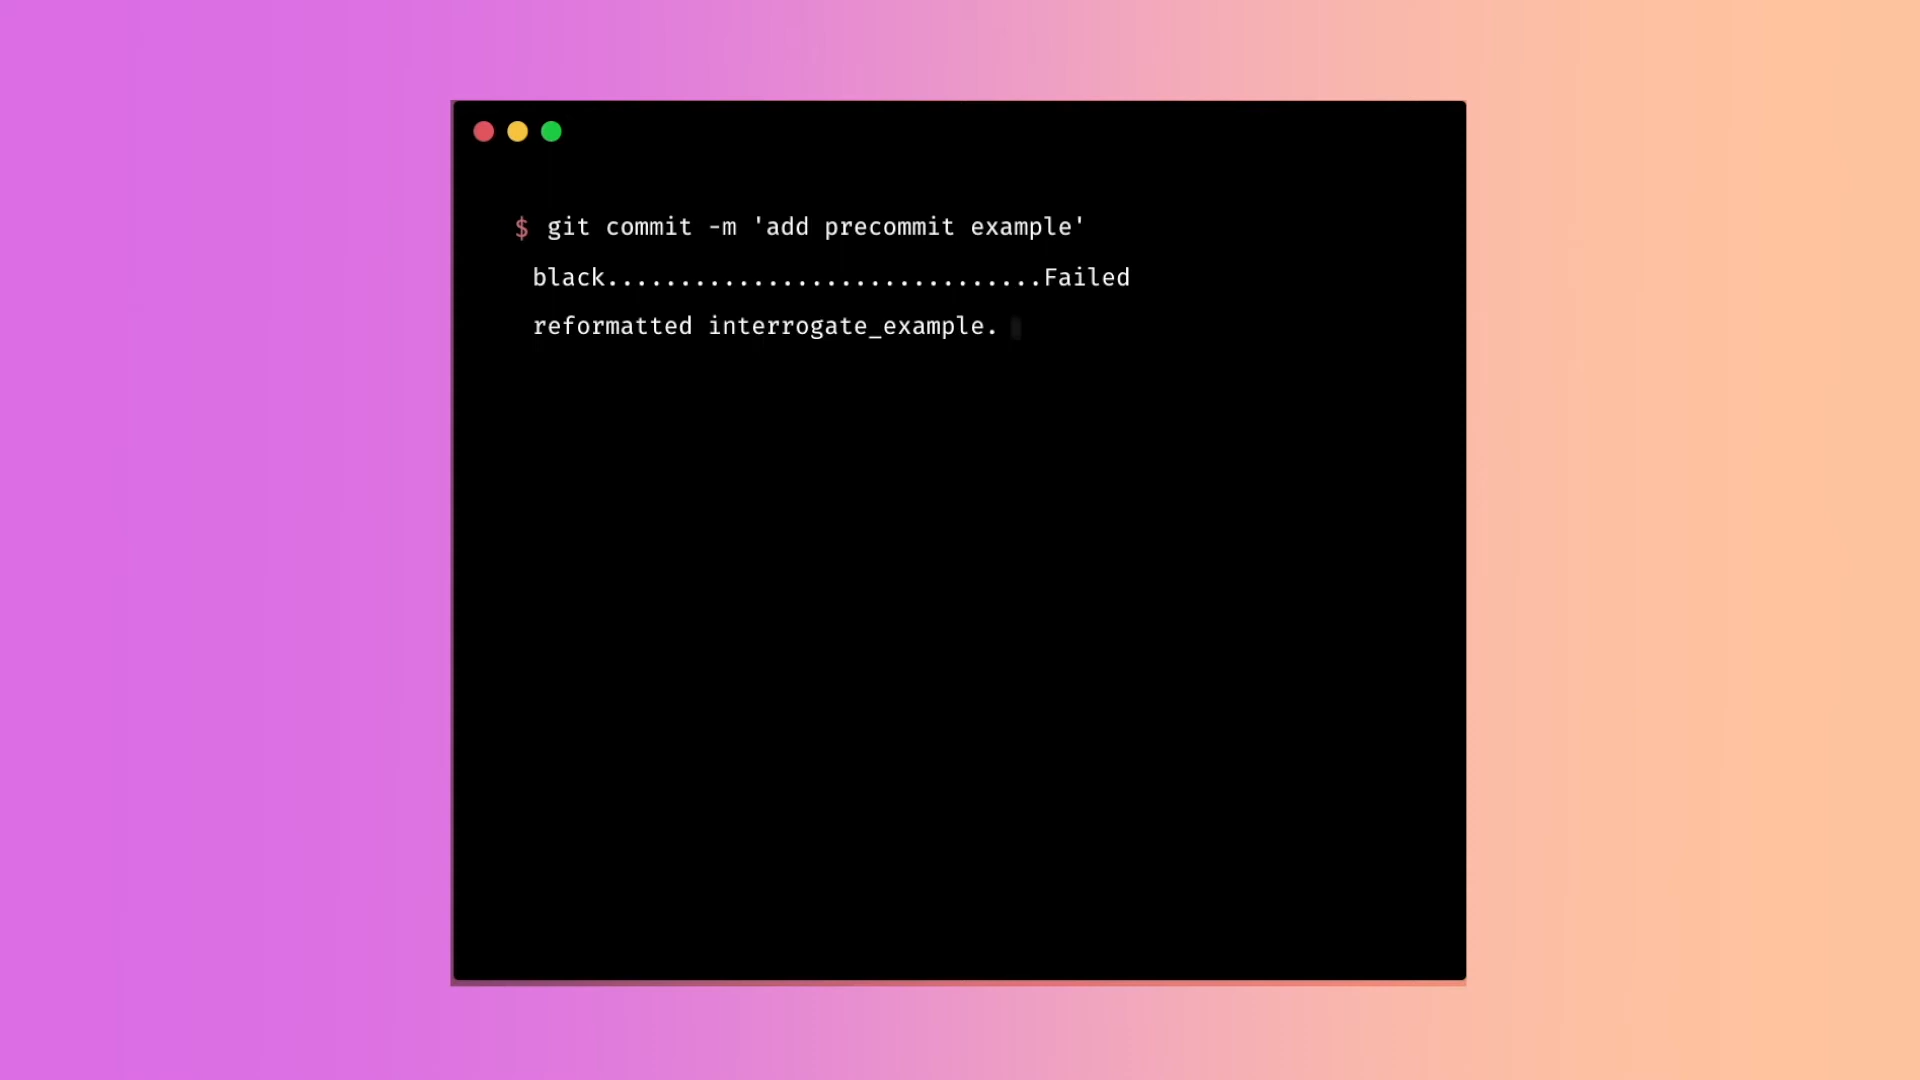 $ git commit -m 'add precommit example'
black..............................Failed
reformatted interrogate_example.